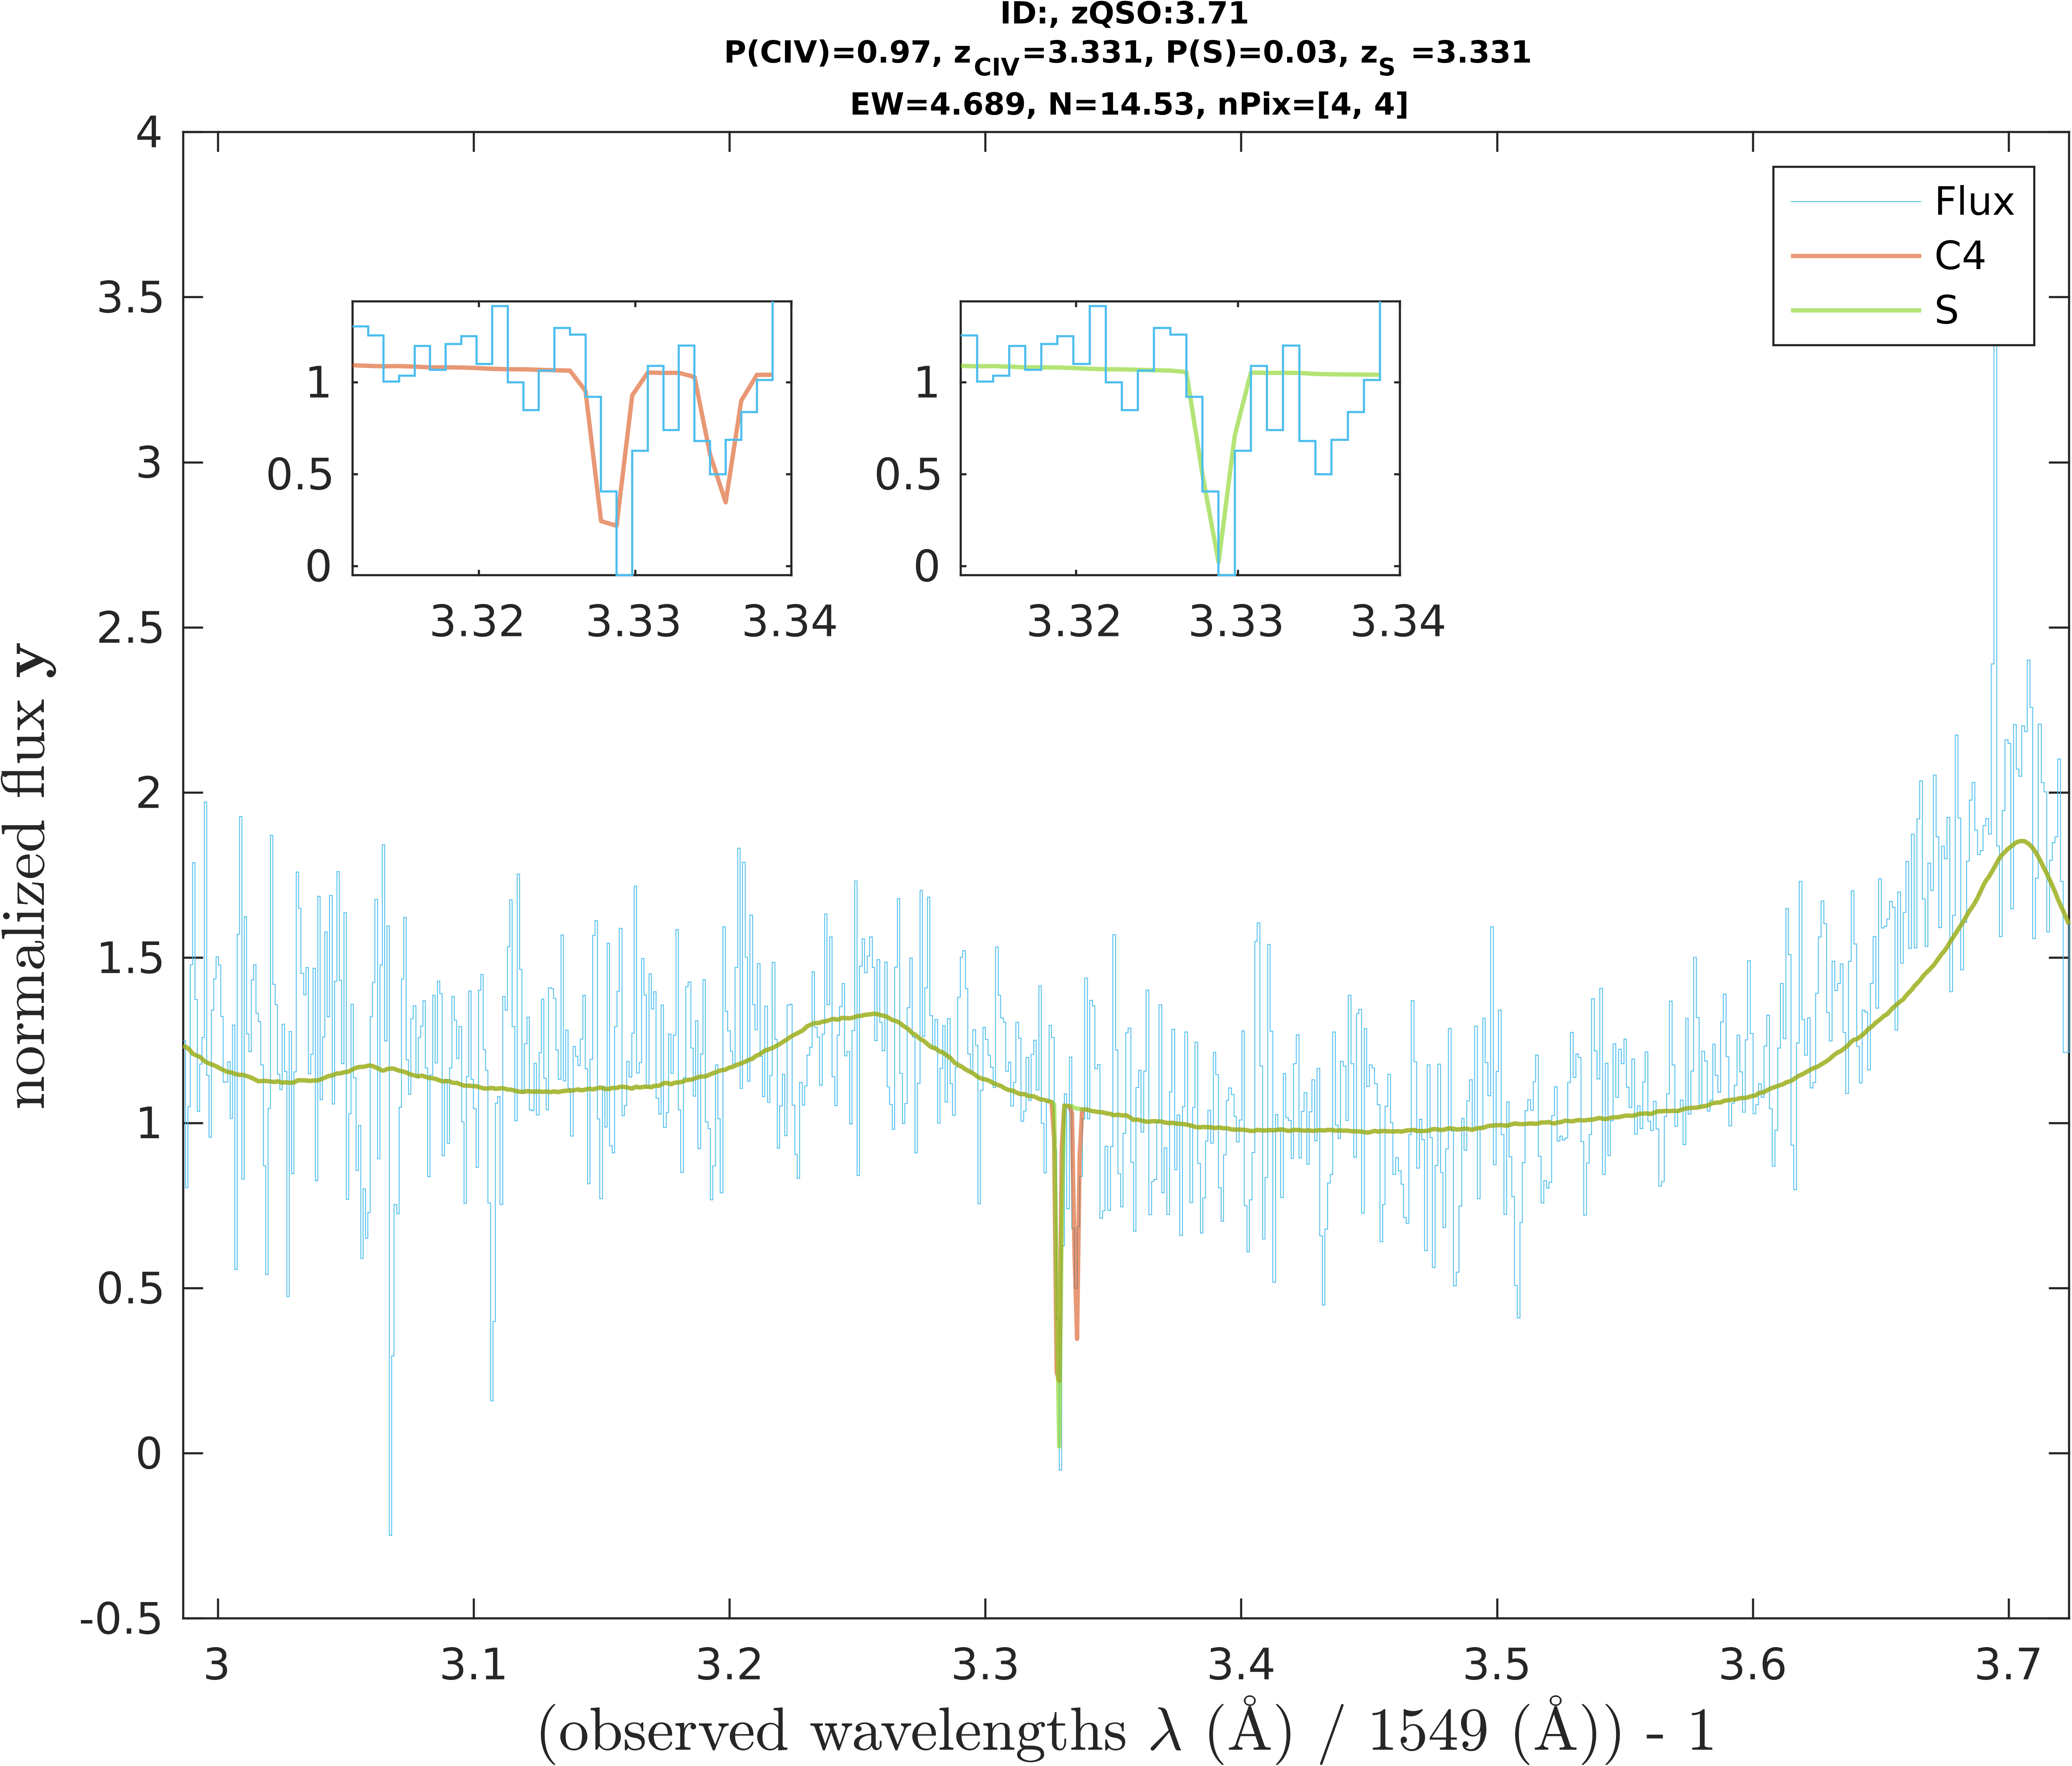 ID:, zQSO:3.71
P(CIV)=0.97, zCIV=3.331, P(S)=0.03, zS =3.331
EW=4.689, N=14.53, nPix=[4, 4]
4
3.5
3
2.5
2
1.5
1
0.5
0
-0.5
normalized flux y
Flux
C4
S
1
0.5
0
3.32 3.33 3.34
1
0.5
0
3.32 3.33 3.34
3 3.1 3.2 3.3 3.4 3.5 3.6 3.7
(observed wavelengths λ (Å) / 1549 (Å)) - 1